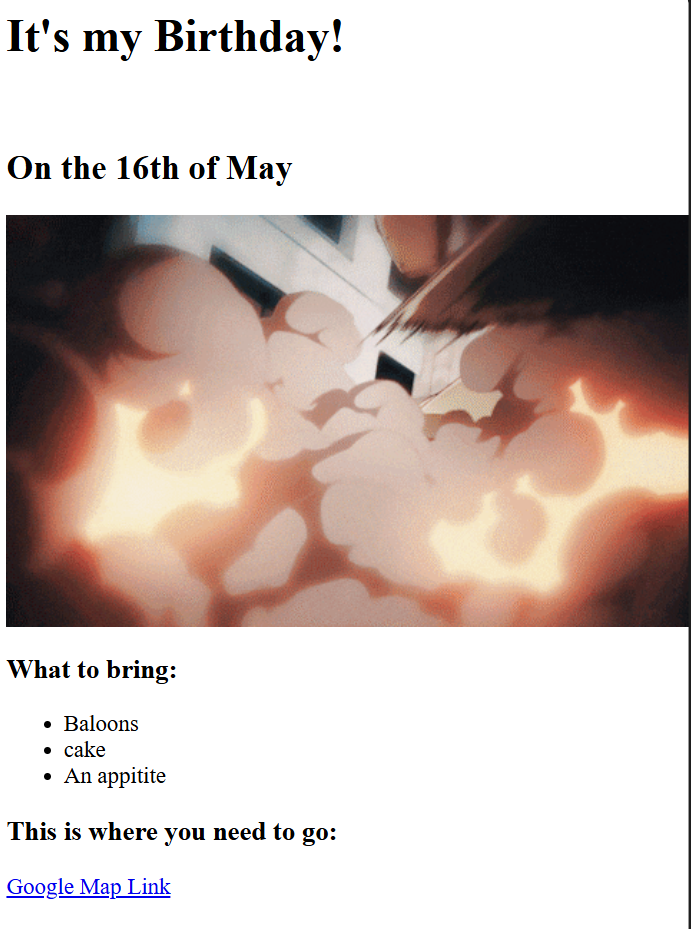 It's my Birthday!
On the 16th of May
What to bring:
Baloons
cake
An appitite
This is where you need to go:
Google Map Link